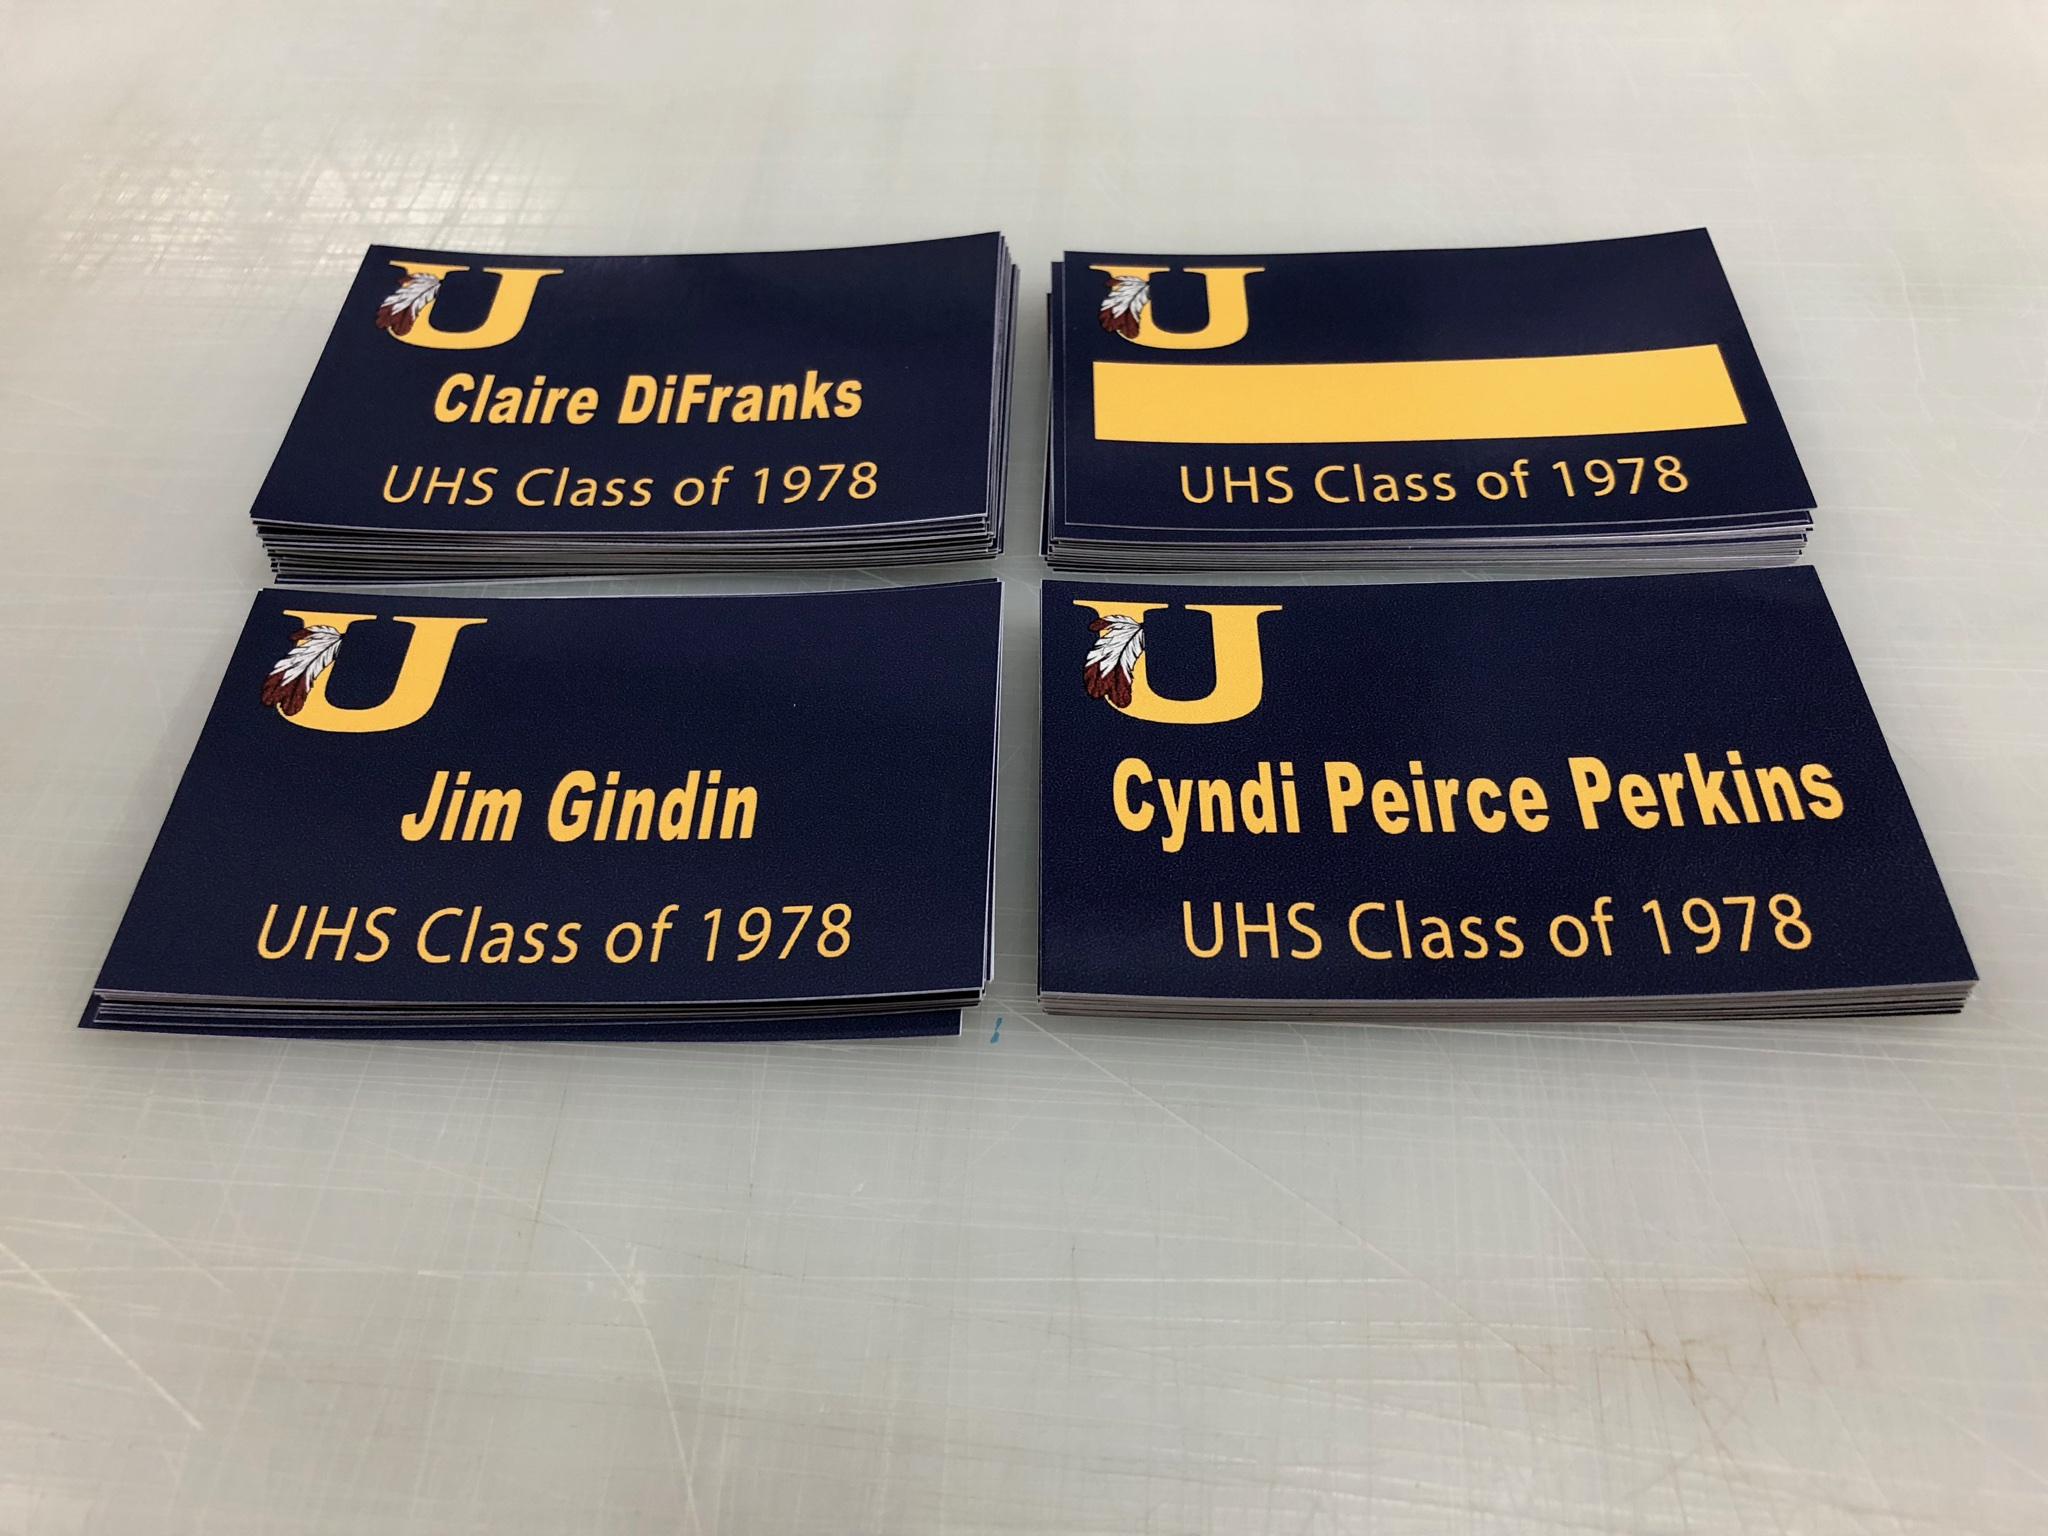 U
Claire DiFranks
UHS Class of 1978
U
UHS Class of 1978
U
Jim Gindin
UHS Class of 1978
U
Cyndi Peirce Perkins
UHS Class of 1978